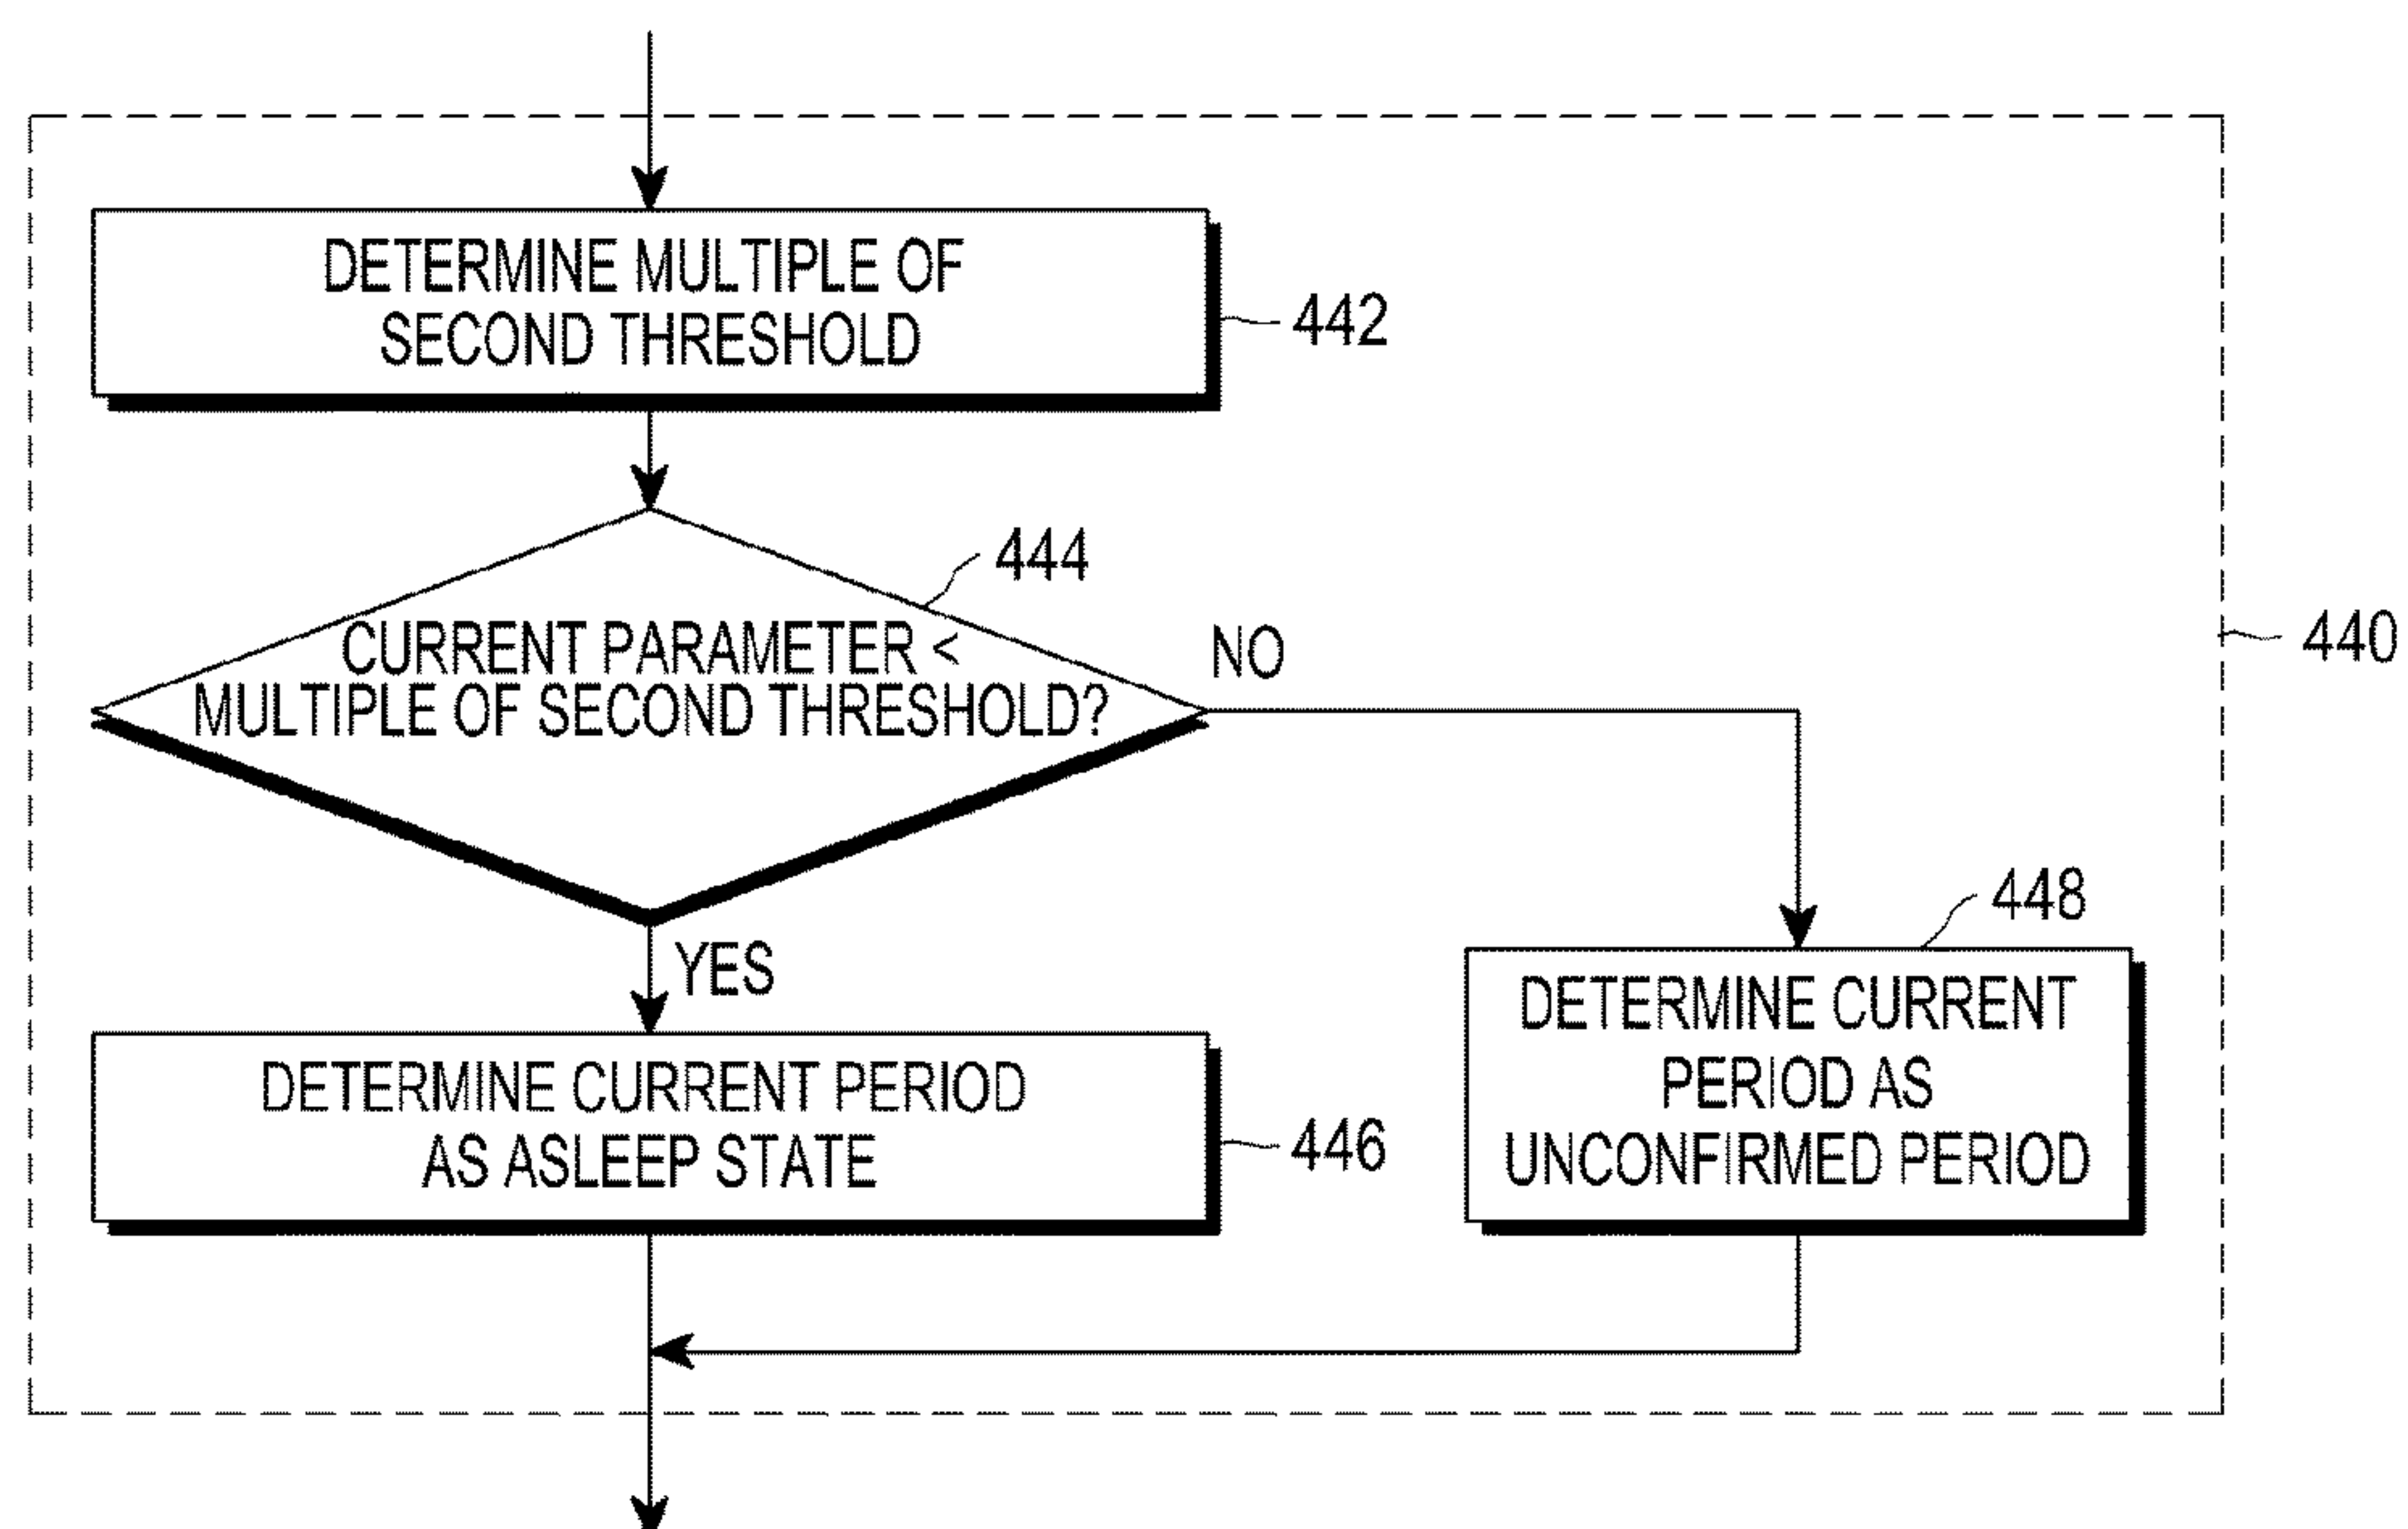 DETERMINE MULTIPLE OF
SECOND THRESHOLD
442
444
CURRENT PARAMETER <
MULTIPLE OF SECOND THRESHOLD?
NO
440
YES
448
DETERMINE CURRENT
PERIOD AS
UNCONFIRMED PERIOD
DETERMINE CURRENT PERIOD
AS ASLEEP STATE
446